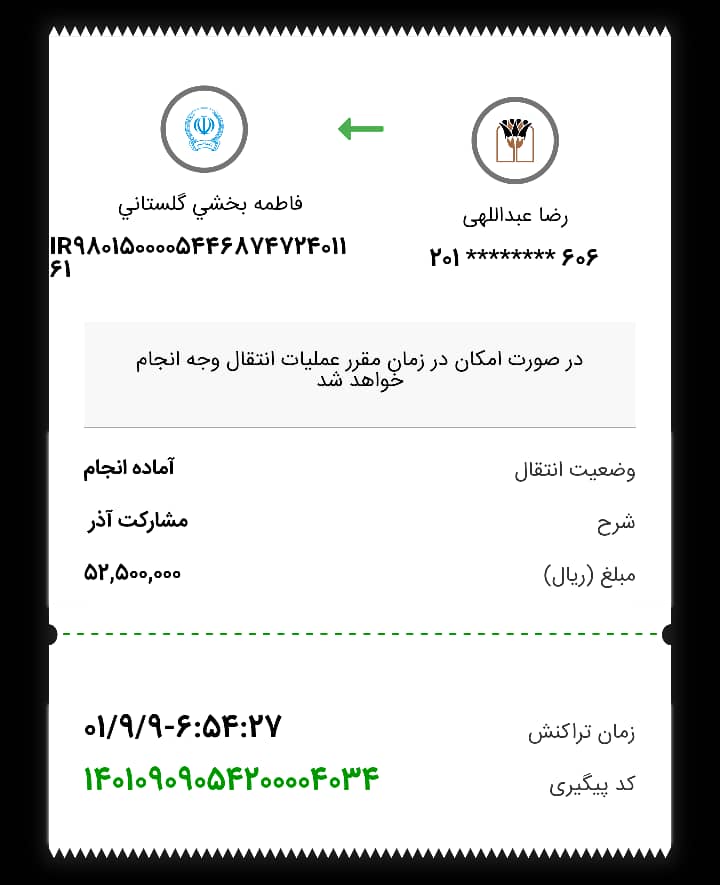 رضا عبداللهی
۲۰۱ ******** ۶۰۶
فاطمه بخشي گلستاني
IR۹۸۰۱۵۰۰۰۰۵۴۴۶۸۷۴۷۲۴۰۱۱
۶۱
در صورت امکان در زمان مقرر عملیات انتقال وجه انجام
خواهد شد
وضعیت انتقال آماده انجام
شرح مشارکت آذر
مبلغ (ریال) ۵۲,۵۰۰,۰۰۰
زمان تراکنش ۰۱/۹/۹-۶:۵۴:۲۷
کد پیگیری ۱۴۰۱۰۹۰۹۰۵۴۲۰۰۰۰۴۰۳۴